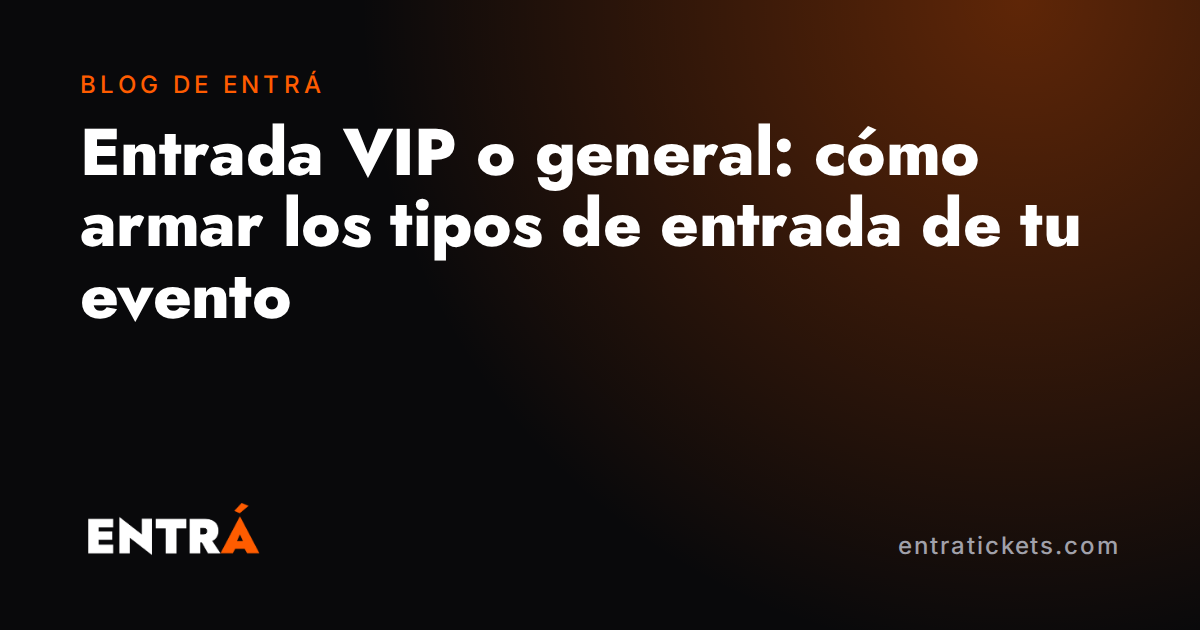 BLOG DE ENTRÁ
Entrada VIP o general: cómo
armar los tipos de entrada de tu
evento
ENTRÁ
entratickets.com